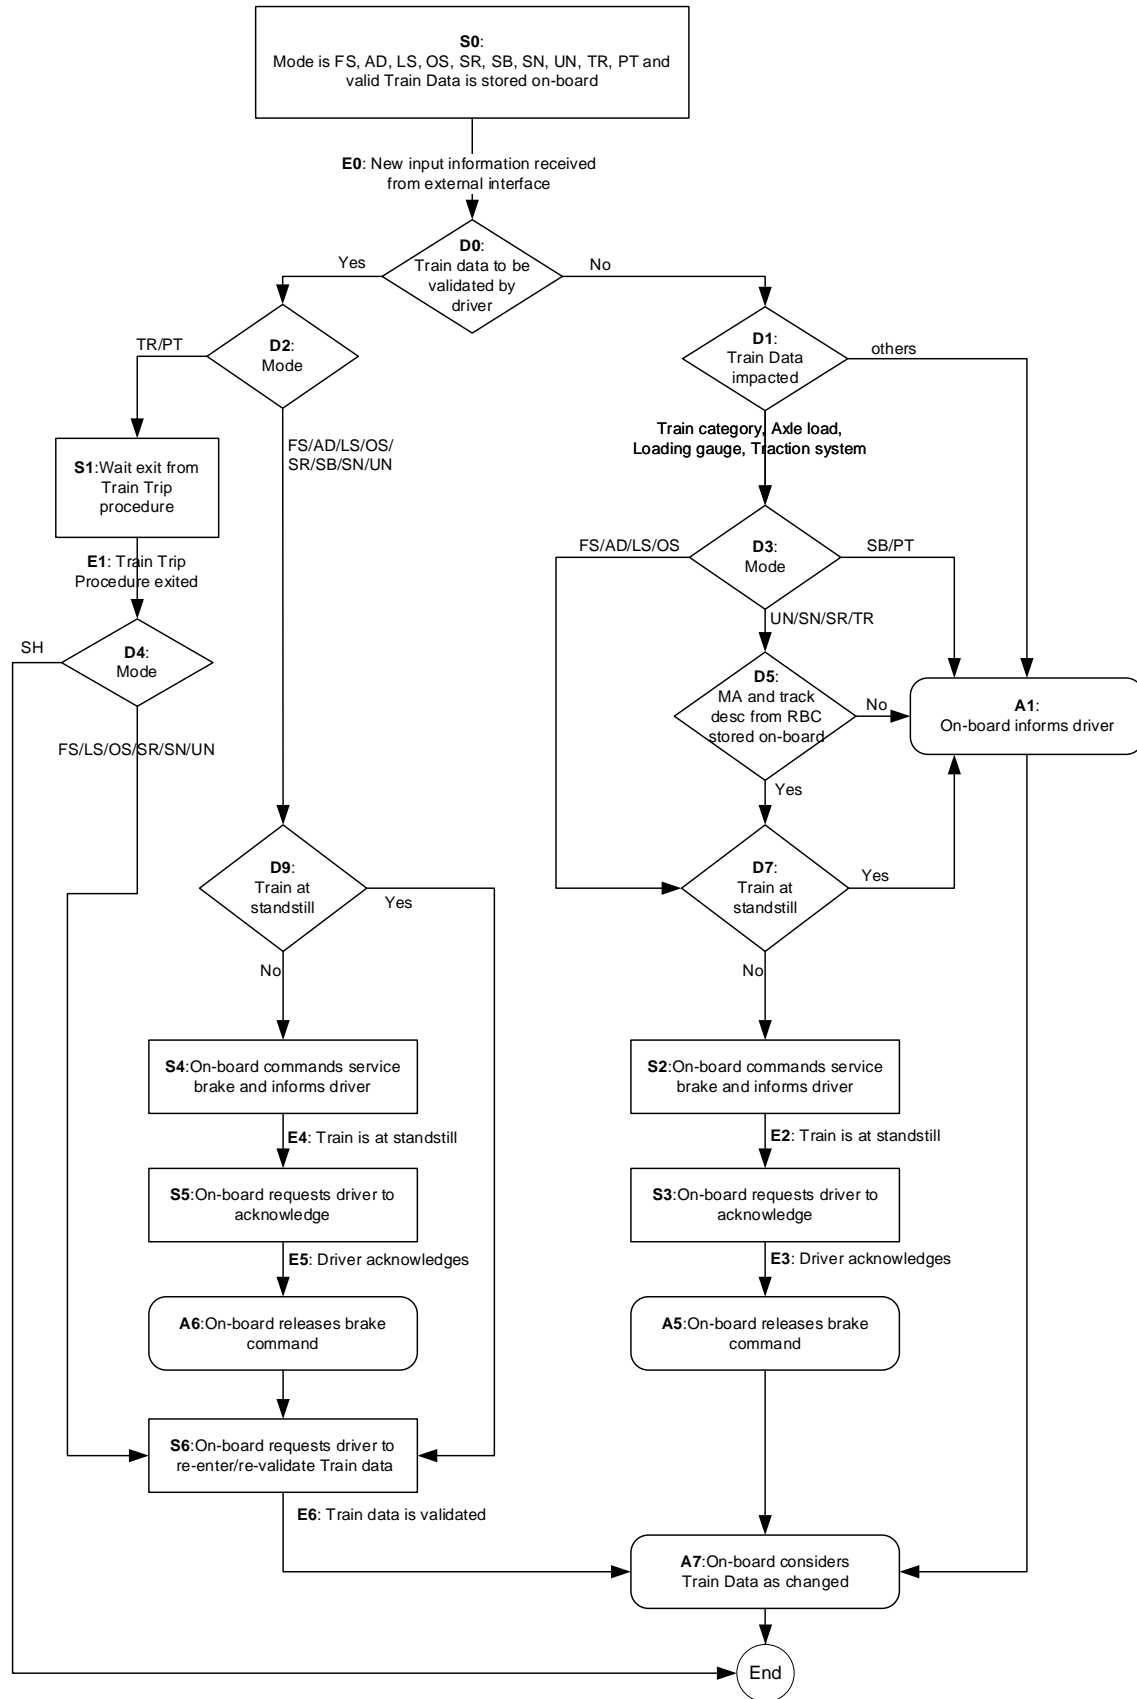 S0:
Mode is FS, AD, LS, OS, SR, SB, SN, UN, TR, PT and
valid Train Data is stored on-board
E0: New input information received
from external interface
D0:
Train data to be
validated by
driver
Yes
No
D2:
Mode
TR/PT
D1:
Train Data
impacted
others
FS/AD/LS/OS/
SR/SB/SN/UN
Train category, Axle load,
Loading gauge, Traction system
S1:Wait exit from
Train Trip
procedure
E1: Train Trip
Procedure exited
FS/AD/LS/OS
D3:
Mode
SB/PT
UN/SN/SR/TR
SH
D4:
Mode
D5:
MA and track
desc from RBC
stored on-board
No
Yes
A1:
On-board informs driver
FS/LS/OS/SR/SN/UN
D9:
Train at
standstill
Yes
No
D7:
Train at
standstill
Yes
No
S4:On-board commands service
brake and informs driver
S2:On-board commands service
brake and informs driver
E4: Train is at standstill
E2: Train is at standstill
S5:On-board requests driver to
acknowledge
S3:On-board requests driver to
acknowledge
E5: Driver acknowledges
E3: Driver acknowledges
A6:On-board releases brake
command
A5:On-board releases brake
command
S6:On-board requests driver to
re-enter/re-validate Train data
E6: Train data is validated
A7:On-board considers
Train Data as changed
End